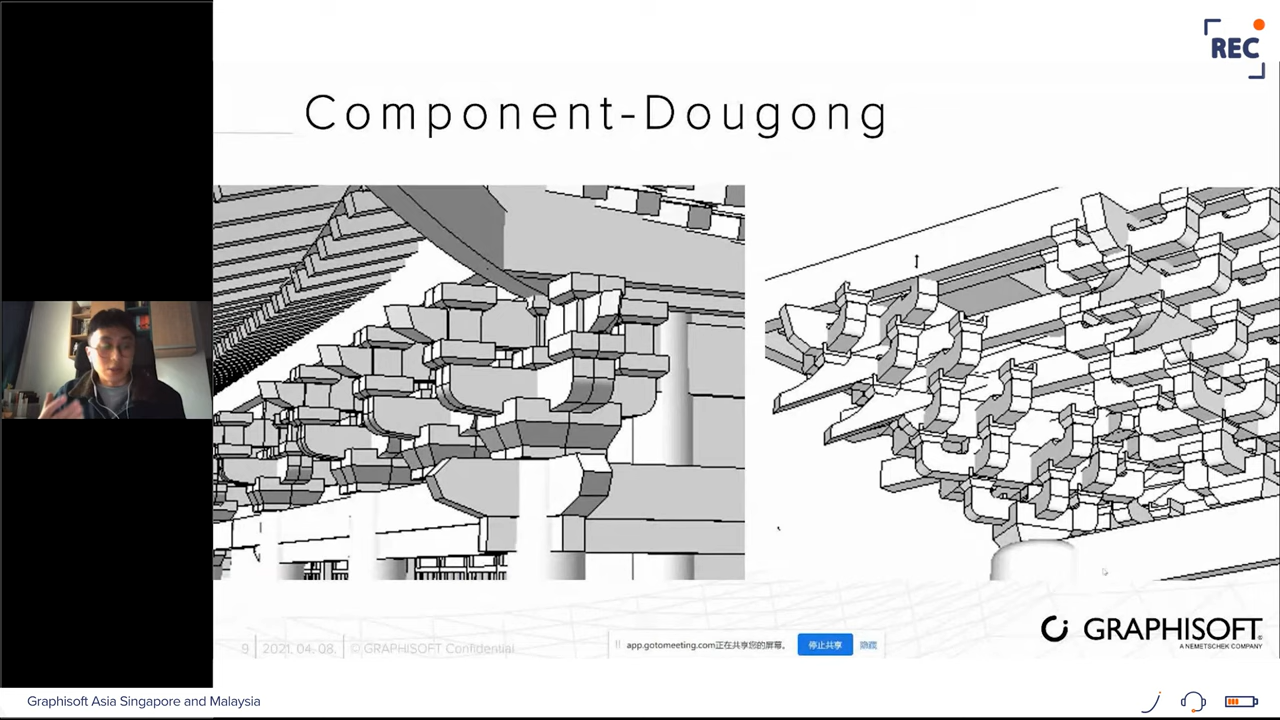 REC
Component-Dougong
9 2021. 04. 08. © GRAPHISOFT Confidential
app.gotomeeting.com正在共享您的屏幕。 停止共享 隐藏
GRAPHISOFT
A NEMETSCHEK COMPANY
Graphisoft Asia Singapore and Malaysia